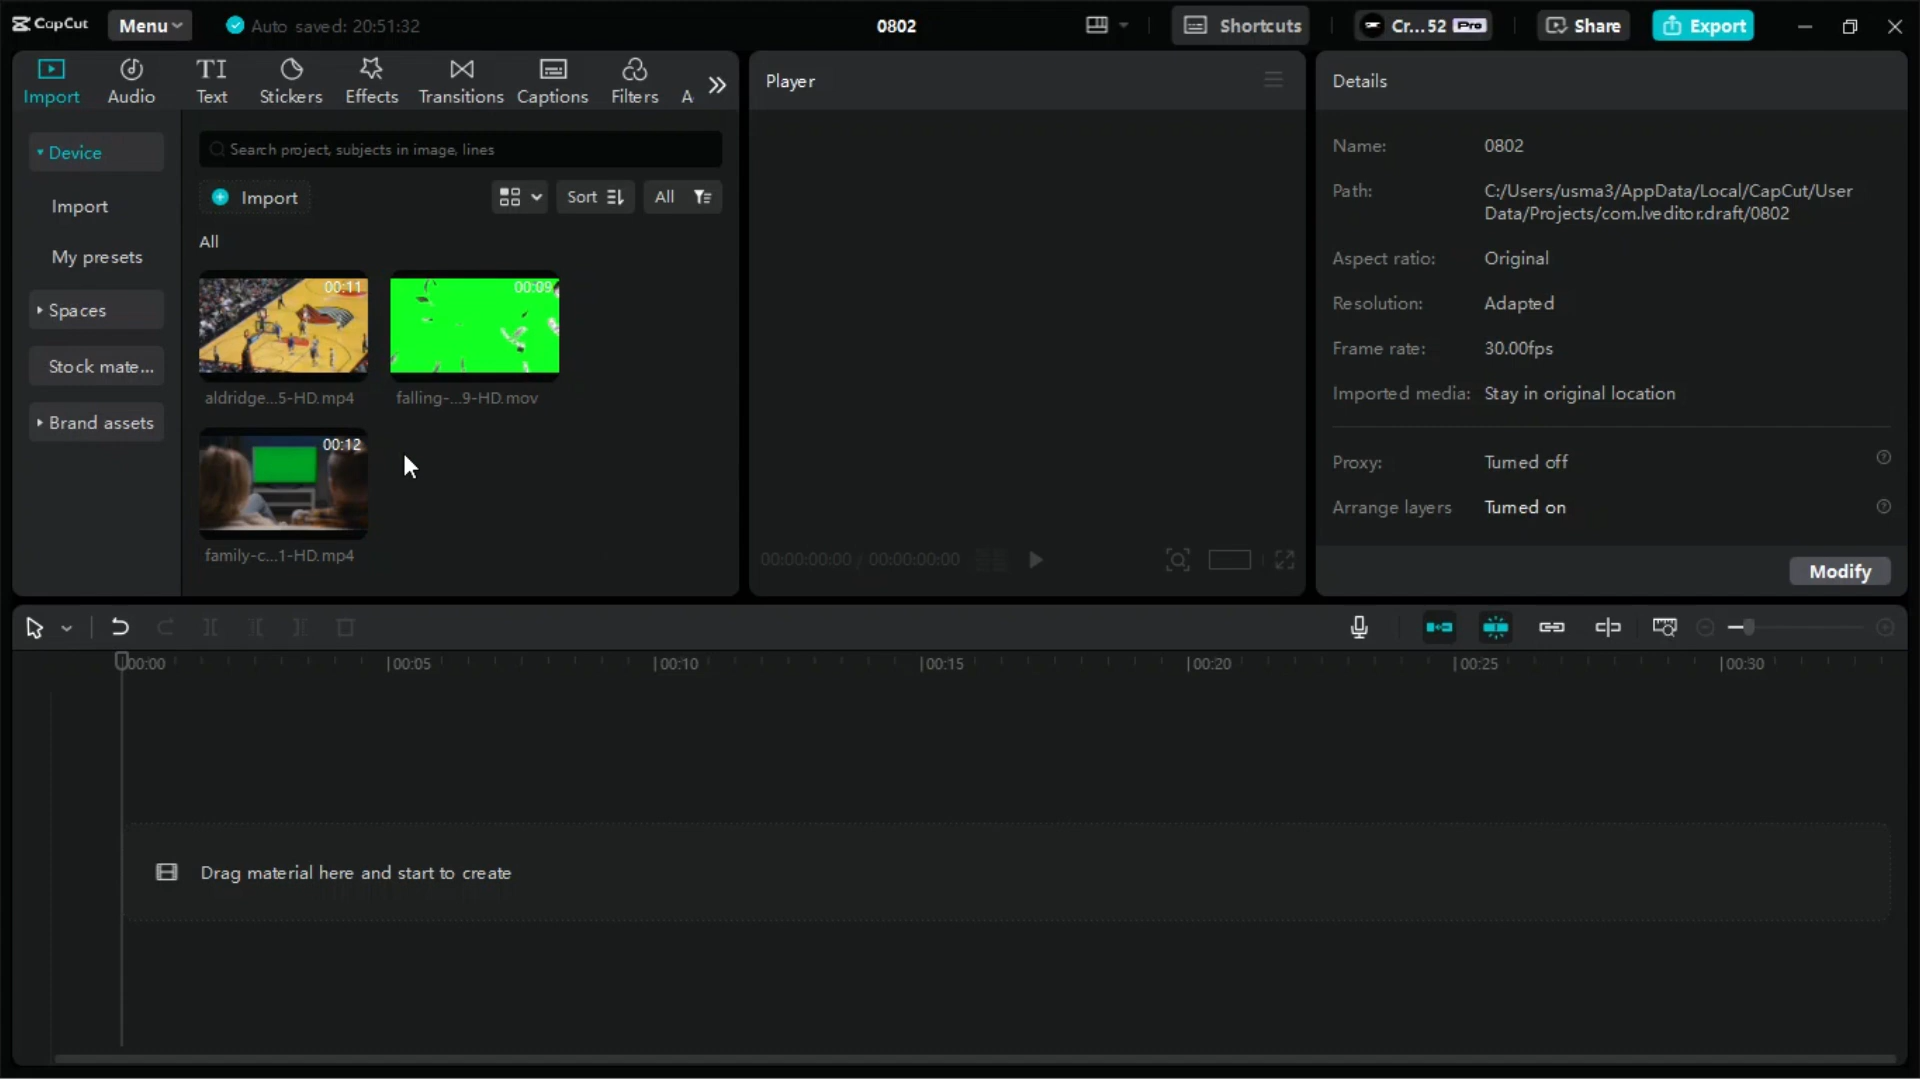 CapCut
Menu
Auto saved: 20:51:32
0802
Shortcuts
Cr...52 Pro
Share
Export
Import
Audio
TI
Text
Stickers
Effects
Transitions
Captions
Filters
A
Player
Details
Device
Import
My presets
Spaces
Stock mate...
Brand assets
Search project, subjects in image, lines
Import
Sort
All
All
00:11
aldridge...5-HD.mp4
00:09
falling-...9-HD.mov
00:12
family-c...1-HD.mp4
00:00:00:00 / 00:00:00:00
Name: 0802
Path: C:/Users/usma3/AppData/Local/CapCut/User
Data/Projects/com.lveditor.draft/0802
Aspect ratio: Original
Resolution: Adapted
Frame rate: 30.00fps
Imported media: Stay in original location
Proxy: Turned off
Arrange layers Turned on
Modify
00:00
00:05
00:10
00:15
00:20
00:25
00:30
Drag material here and start to create